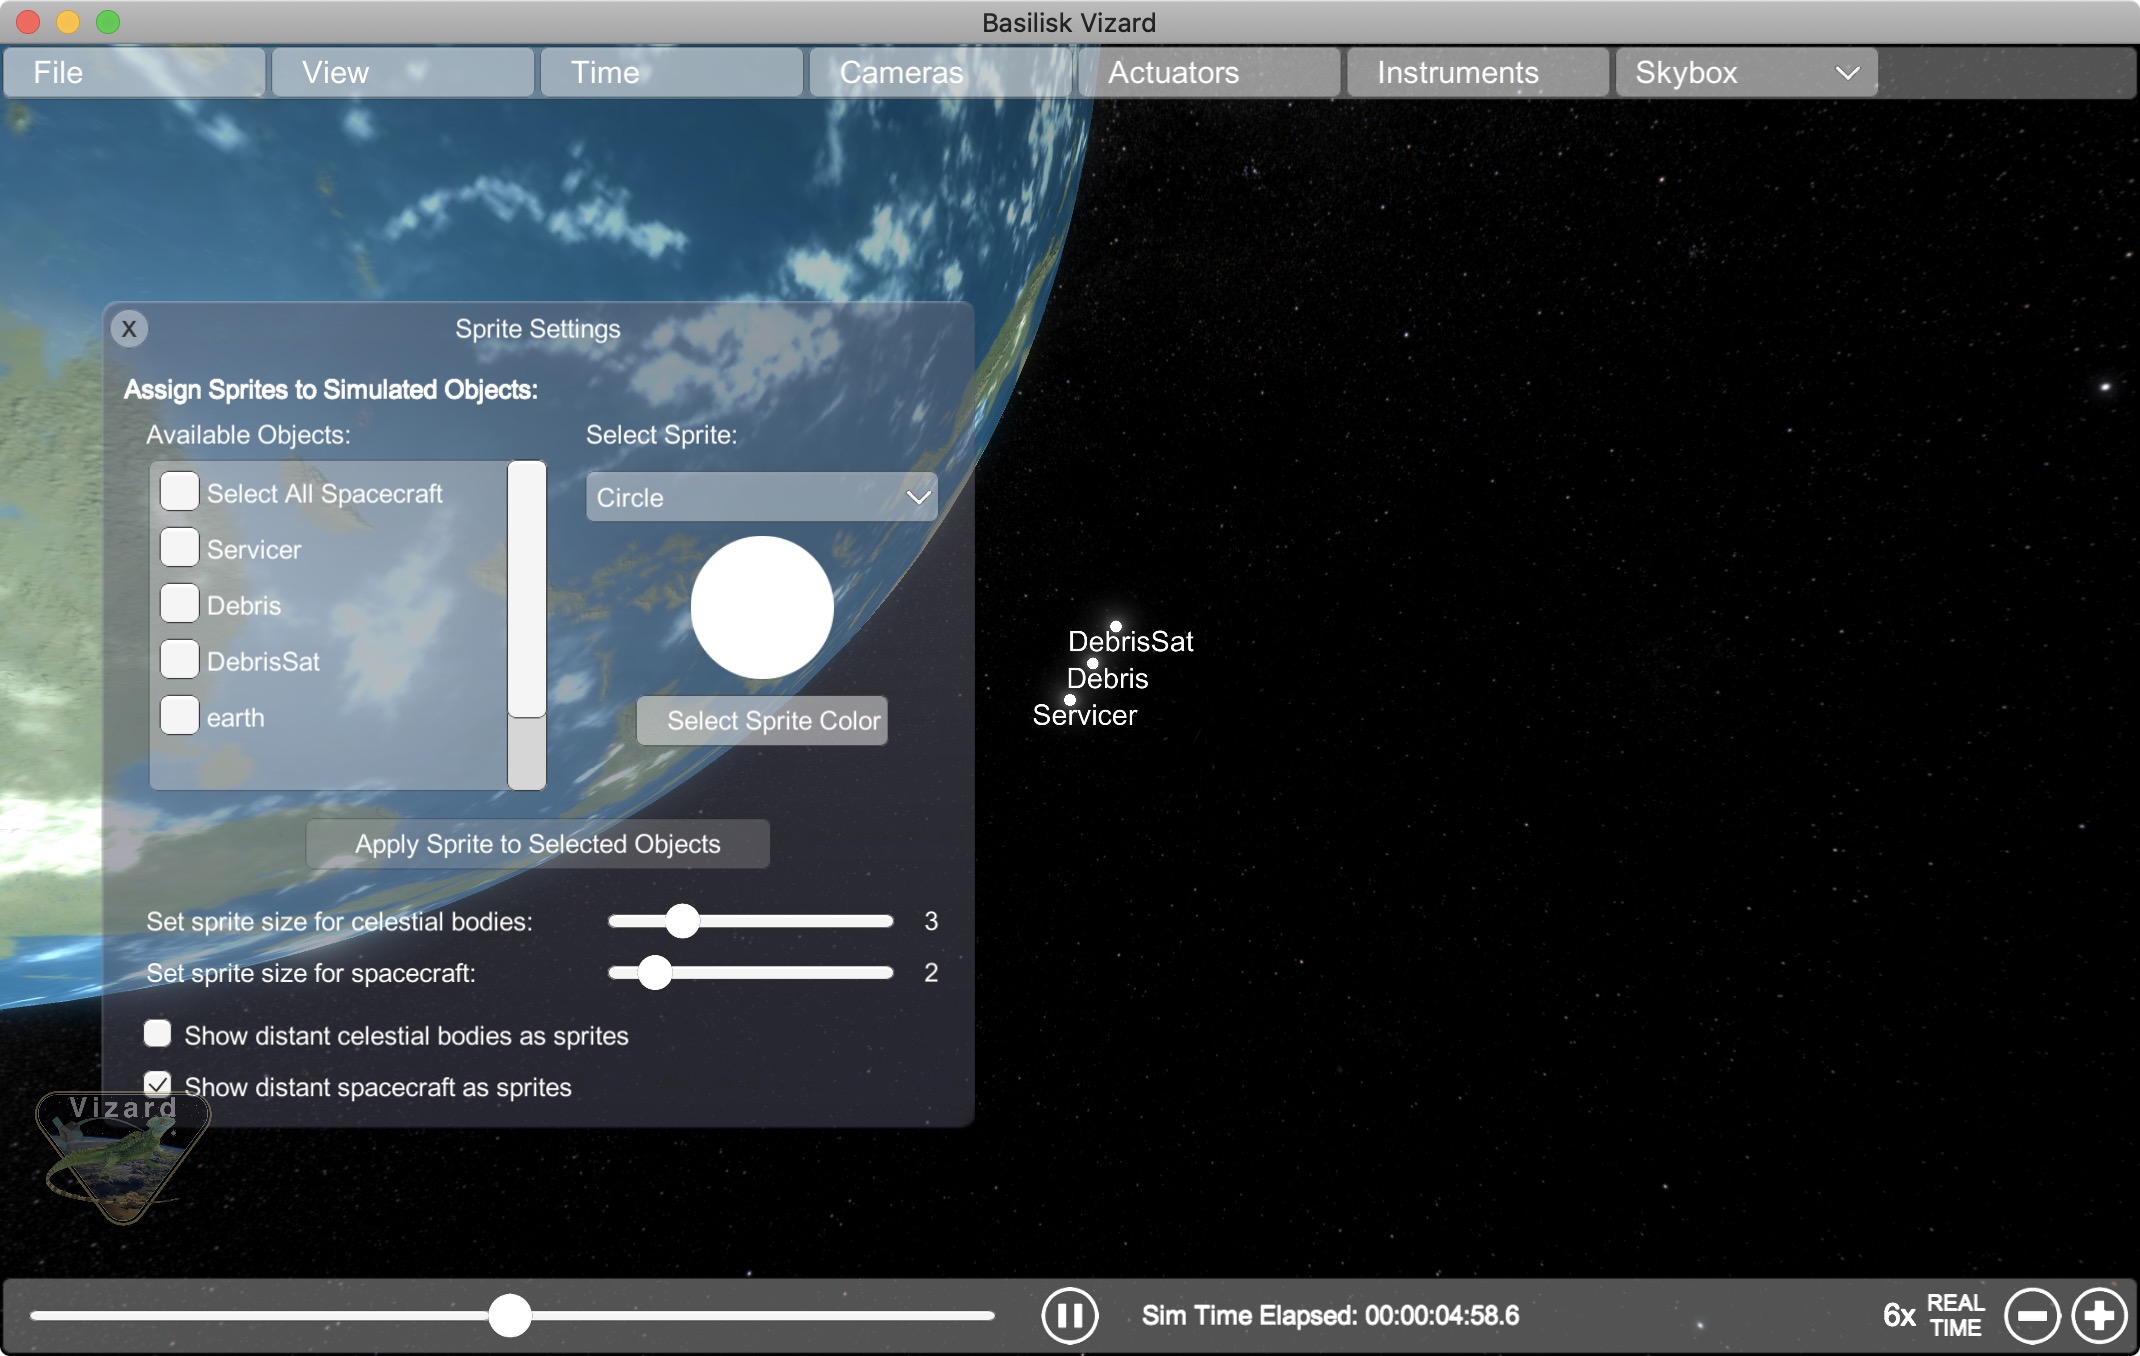 Basilisk Vizard
File
View
Time
Cameras
Actuators
Instruments
Skybox
X
Sprite Settings
Assign Sprites to Simulated Objects:
Available Objects:
Select Sprite:
Select All Spacecraft
Circle
Servicer
Debris
DebrisSat
earth
Select Sprite Color
Apply Sprite to Selected Objects
Set sprite size for celestial bodies:
3
Set sprite size for spacecraft:
2
Show distant celestial bodies as sprites
Show distant spacecraft as sprites
DebrisSat
Debris
Servicer
Vizard
Sim Time Elapsed: 00:00:04:58.6
6x
REAL
TIME